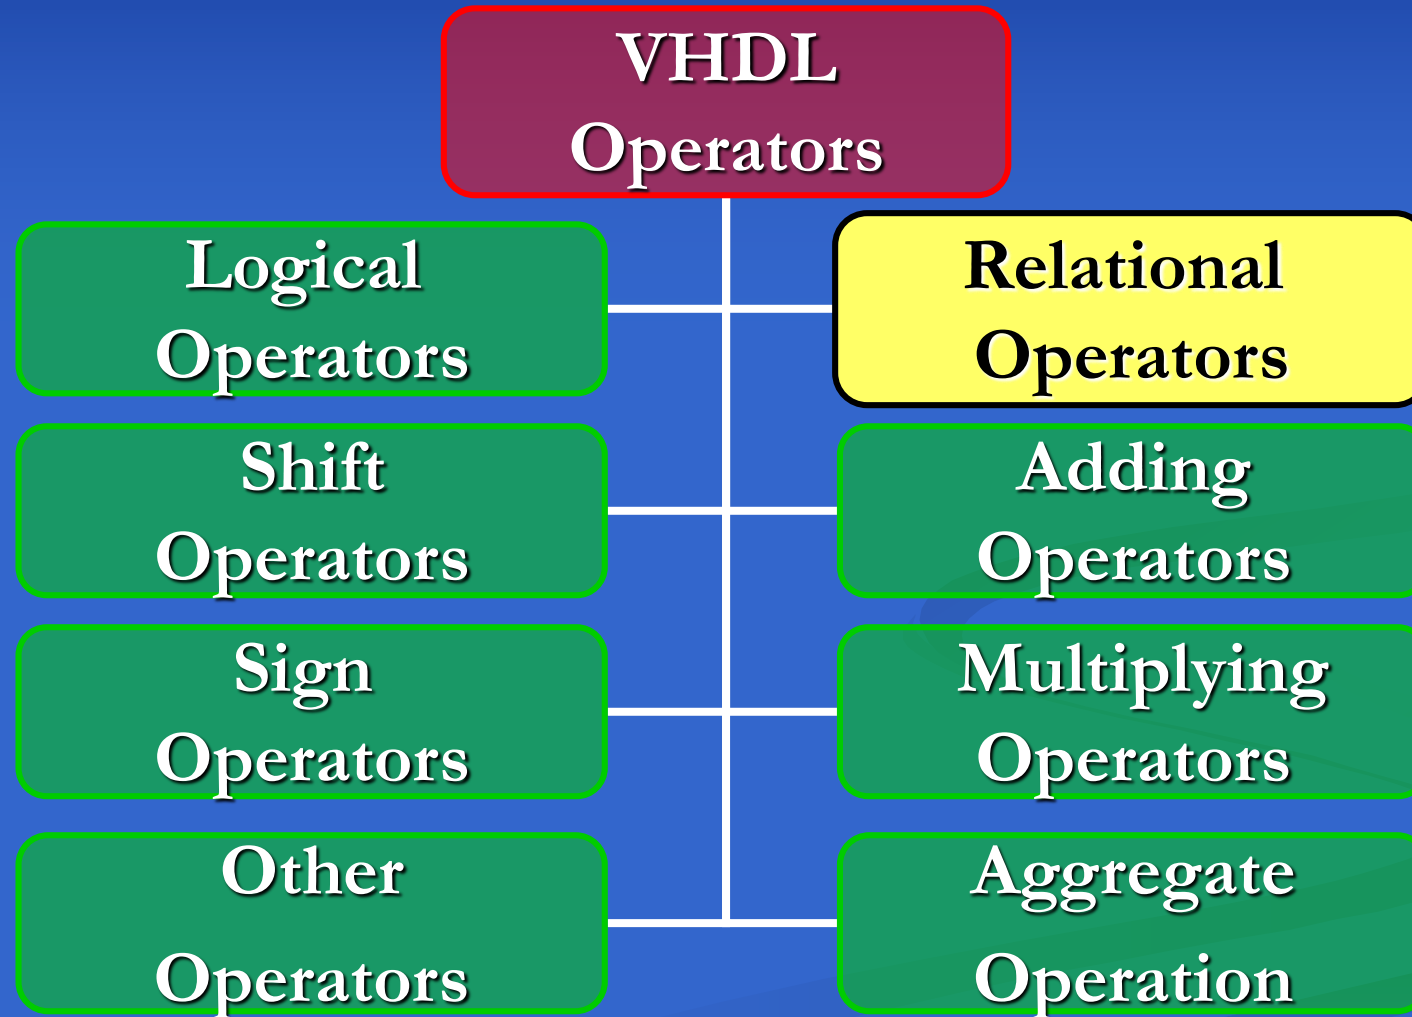 VHDL
Operators
Logical
Operators
Relational
Operators
Shift
Operators
Adding
Operators
Sign
Operators
Multiplying
Operators
Other
Operators
Aggregate
Operation